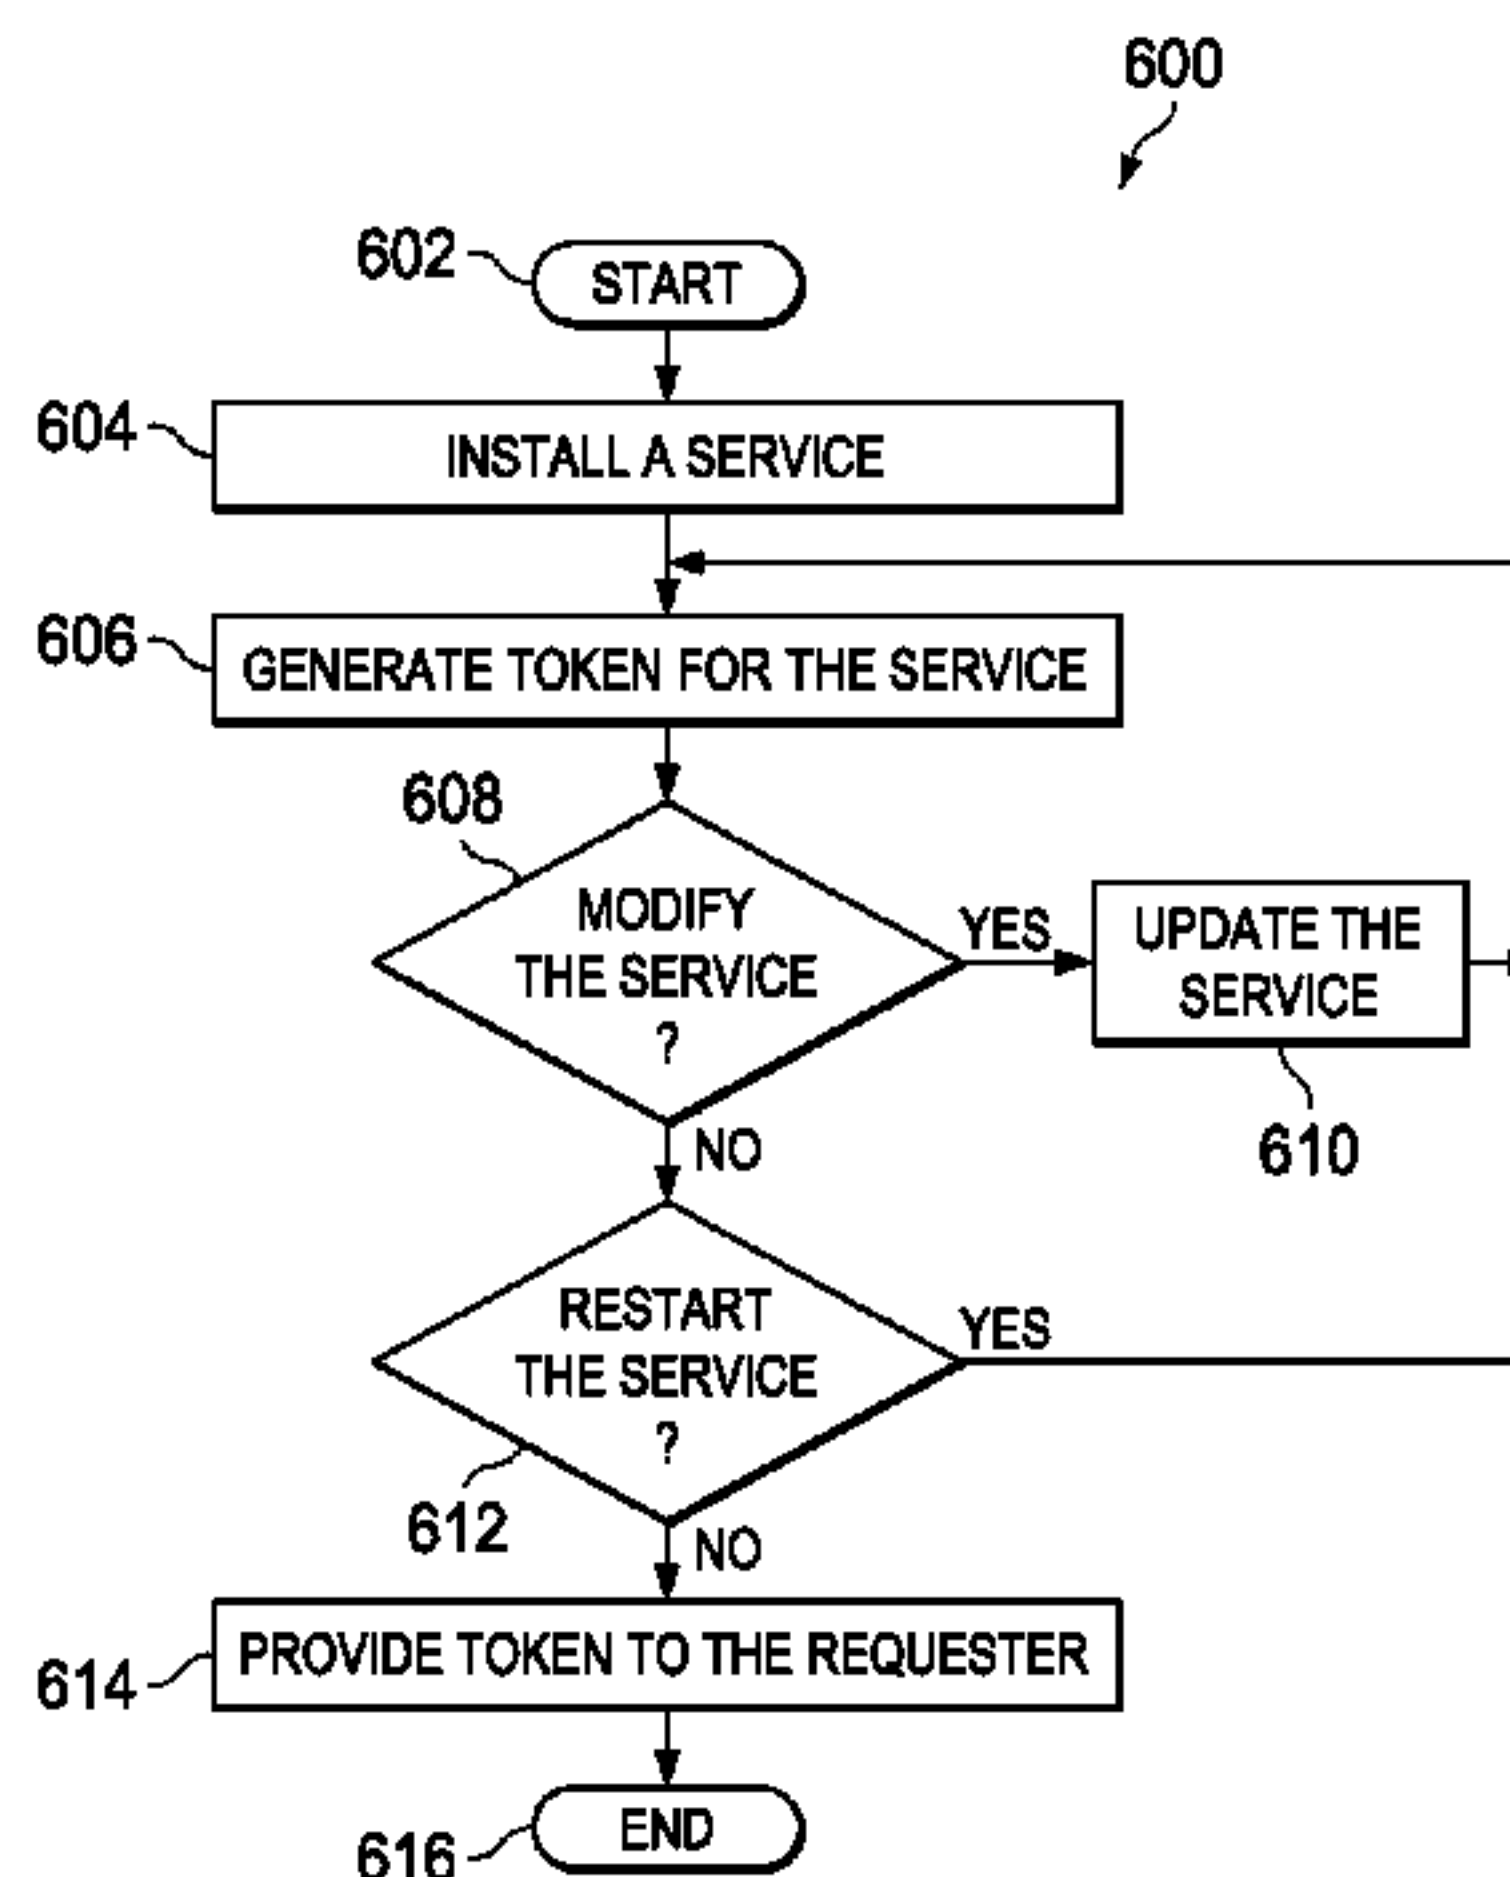 600
602
START
604
INSTALL A SERVICE
606
GENERATE TOKEN FOR THE SERVICE
608
MODIFY
THE SERVICE
?
YES
UPDATE THE
SERVICE
610
NO
RESTART
THE SERVICE
?
YES
612
NO
PROVIDE TOKEN TO THE REQUESTER
614
END
616